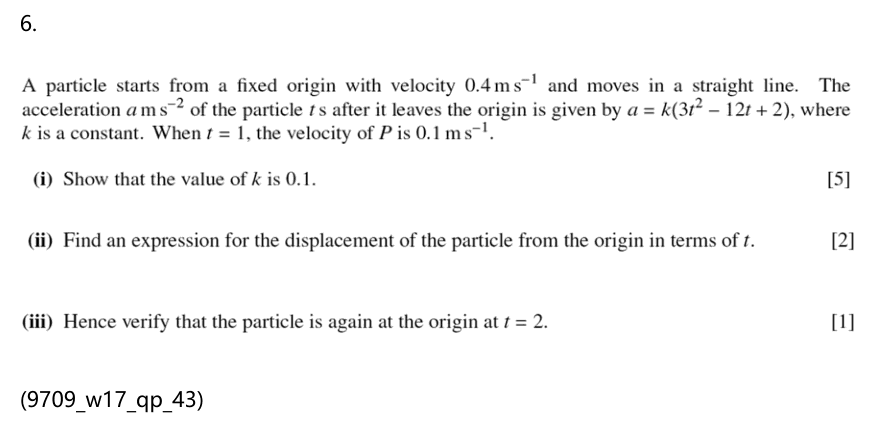 6.
A particle starts from a fixed origin with velocity 0.4 m s⁻¹ and moves in a straight line. The
acceleration a m s⁻² of the particle t s after it leaves the origin is given by a = k(3t² – 12t + 2), where
k is a constant. When t = 1, the velocity of P is 0.1 m s⁻¹.
(i) Show that the value of k is 0.1. [5]
(ii) Find an expression for the displacement of the particle from the origin in terms of t. [2]
(iii) Hence verify that the particle is again at the origin at t = 2. [1]
(9709_w17_qp_43)